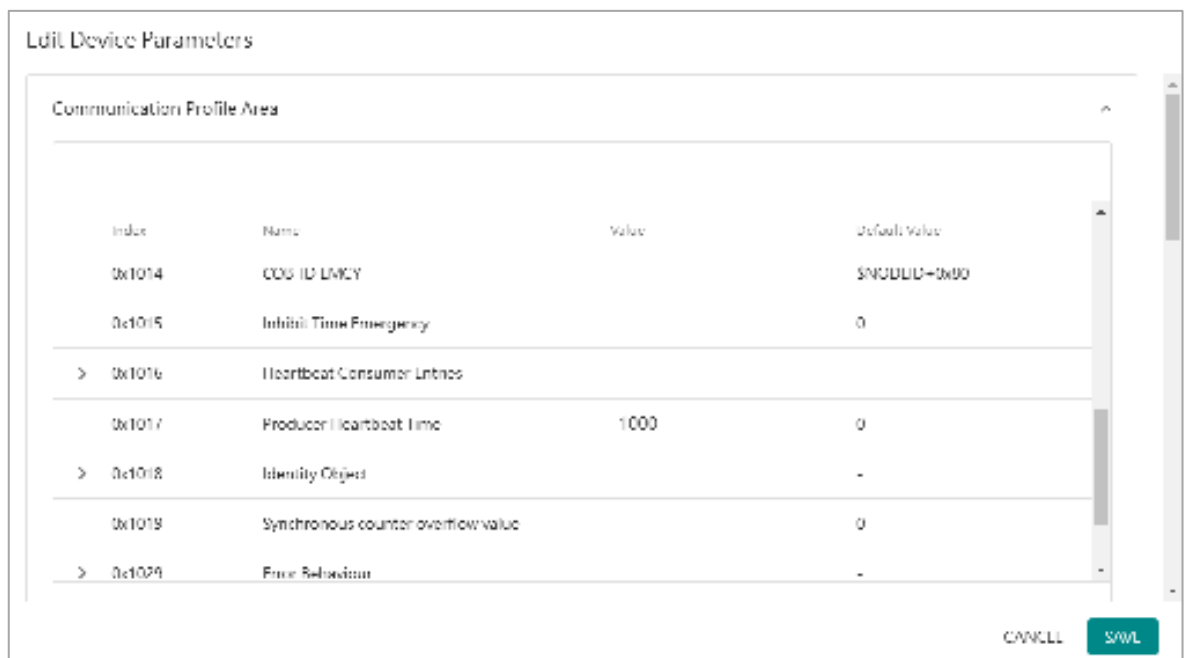 Edit Device Parameters
Communication Profile Area
Index Name Value Default Value
0x1014 COB ID EMCY $NODEID+0x80
0x1015 Inhibit Time Emergency 0
0x1016 Heartbeat Consumer Entries
0x1017 Producer Heartbeat Time 1000 0
0x1018 Identity Object -
0x1019 Synchronous counter overflow value 0
0x1029 Error Behaviour -
CANCEL SAVE